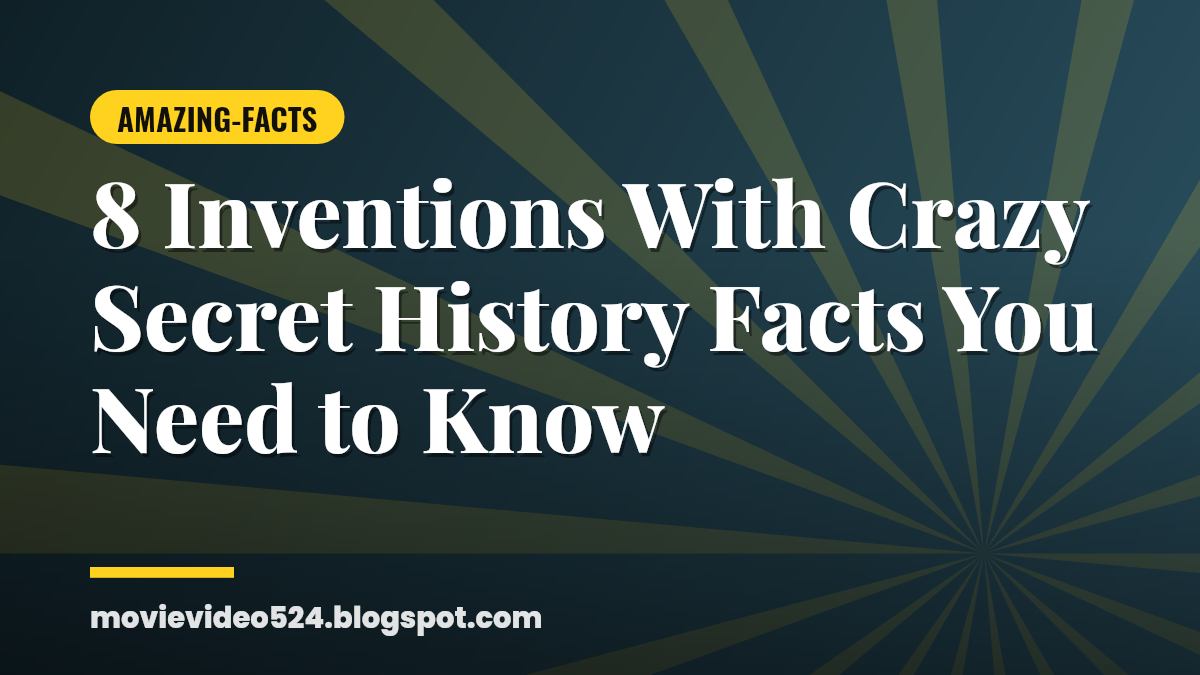 AMAZING-FACTS
8 Inventions With Crazy
Secret History Facts You
Need to Know
movievideo524.blogspot.com